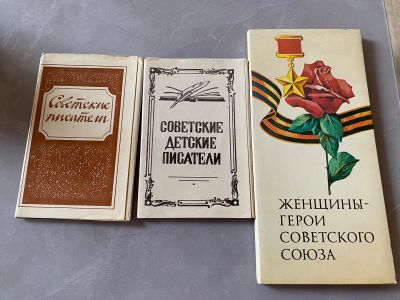 Советские
писатели
СОВЕТСКИЕ
ДЕТСКИЕ
ПИСАТЕЛИ
ЖЕНЩИНЫ-
ГЕРОИ
СОВЕТСКОГО
СОЮЗА